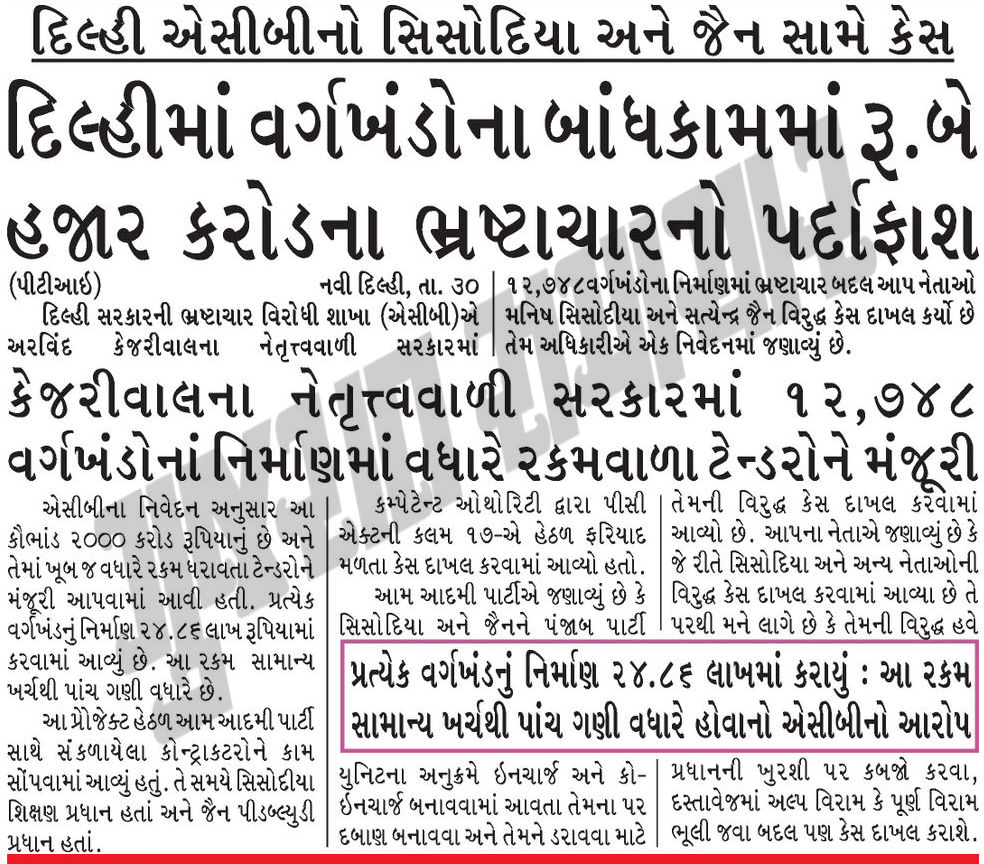 દિલ્હી એસીબીનો સિસોદિયા અને જૈન સામે કેસ
દિલ્હીમાં વર્ગખંડોના બાંધકામમાં રૂ. બે
હજાર કરોડના ભ્રષ્ટાચારનો પર્દાફાશ
(પીટીઆઇ) નવી દિલ્હી, તા. ૩૦
દિલ્હી સરકારની ભ્રષ્ટાચાર વિરોધી શાખા (એસીબી)એ
અરવિંદ કેજરીવાલના નેતૃત્વવાળી સરકારમાં
૧૨,૭૪૮વર્ગખંડોના નિર્માણમાં ભ્રષ્ટાચાર બદલ આપ નેતાઓ
મનિષ સિસોદીયા અને સત્યેન્દ્ર જૈન વિરુદ્ધ કેસ દાખલ કર્યો છે
તેમ અધિકારીએ એક નિવેદનમાં જણાવ્યું છે.
કેજરીવાલના નેતૃત્ત્વવાળી સરકારમાં ૧૨,૭૪૮
વર્ગખંડોનાં નિર્માણમાં વધારે રકમવાળા ટેન્ડરોને મંજૂરી
એસીબીના નિવેદન અનુસાર આ
કૌભાંડ ૨૦૦૦ કરોડ રૂપિયાનું છે અને
તેમાં ખૂબ જ વધારે રકમ ધરાવતા ટેન્ડરોને
મંજૂરી આપવામાં આવી હતી. પ્રત્યેક
વર્ગખંડનું નિર્માણ ૨૪.૮૬ લાખ રૂપિયામાં
કરવામાં આવ્યું છે. આ રકમ સામાન્ય
ખર્ચથી પાંચ ગણી વધારે છે.
આ પ્રોજેક્ટ હેઠળ આમ આદમી પાર્ટી
સાથે સંકળાયેલા કોન્ટ્રાકટરોને કામ
સોંપવામાં આવ્યું હતું. તે સમયે સિસોદીયા
શિક્ષણ પ્રધાન હતાં અને જૈન પીડબ્લ્યુડી
પ્રધાન હતાં.
કમ્પેટેન્ટ ઓથોરિટી દ્વારા પીસી
એક્ટની કલમ ૧૭-એ હેઠળ ફરિયાદ
મળતા કેસ દાખલ કરવામાં આવ્યો હતો.
આમ આદમી પાર્ટીએ જણાવ્યું છે કે
સિસોદિયા અને જૈનને પંજાબ પાર્ટી
પ્રત્યેક વર્ગખંડનું નિર્માણ ૨૪.૮૬ લાખમાં કરાયું : આ રકમ
સામાન્ય ખર્ચથી પાંચ ગણી વધારે હોવાનો એસીબીનો આરોપ
યુનિટના અનુક્રમે ઇનચાર્જ અને કો-
ઇનચાર્જ બનાવવામાં આવતા તેમના પર
દબાણ બનાવવા અને તેમને ડરાવવા માટે
તેમની વિરુદ્ધ કેસ દાખલ કરવામાં
આવ્યો છે. આપના નેતાએ જણાવ્યું છે કે
જે રીતે સિસોદિયા અને અન્ય નેતાઓની
વિરુદ્ધ કેસ દાખલ કરવામાં આવ્યા છે તે
પરથી મને લાગે છે કે તેમની વિરુદ્ધ હવે
પ્રધાનની ખુરશી પર કબજો કરવા,
દસ્તાવેજમાં અલ્પ વિરામ કે પૂર્ણ વિરામ
ભૂલી જવા બદલ પણ કેસ દાખલ કરાશે.
ગુજરાત સમાચાર